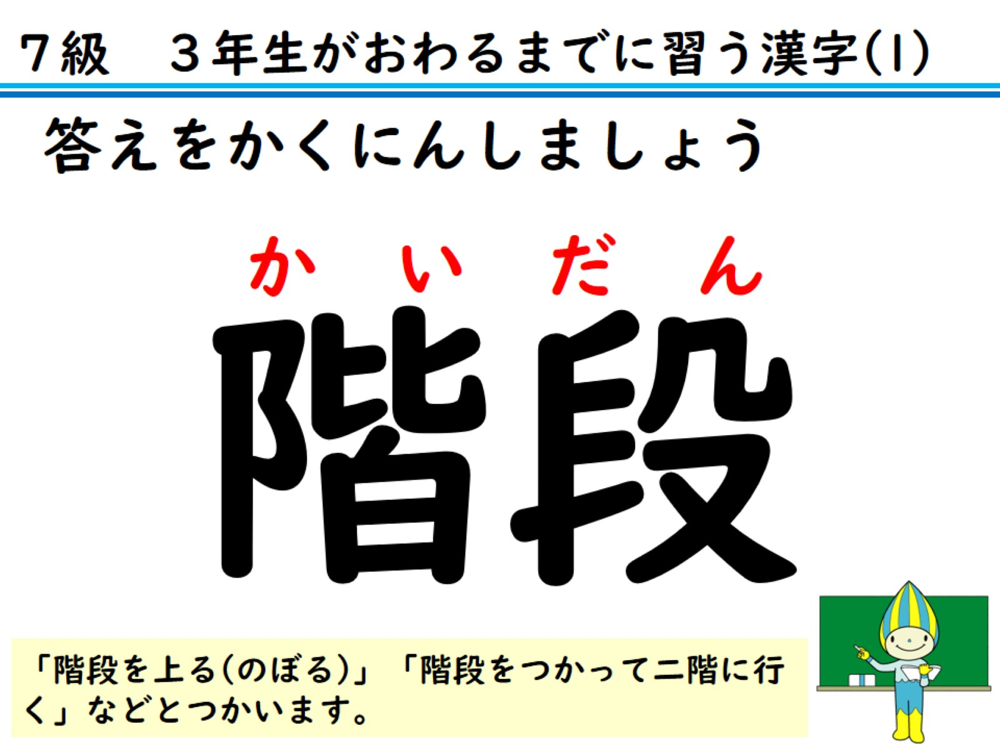 ７級　３年生がおわるまでに習う漢字(1)
答えをかくにんしましょう
かいだん
階段
「階段を上る(のぼる)」「階段をつかって二階に行
く」などとつかいます。